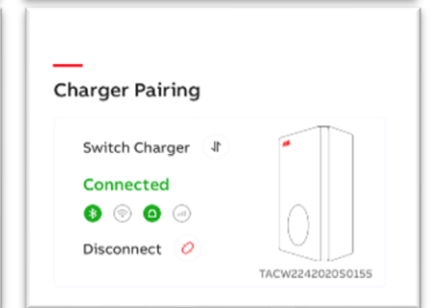 Charger Pairing
Switch Charger
Connected
Disconnect
TACW2242020S0155